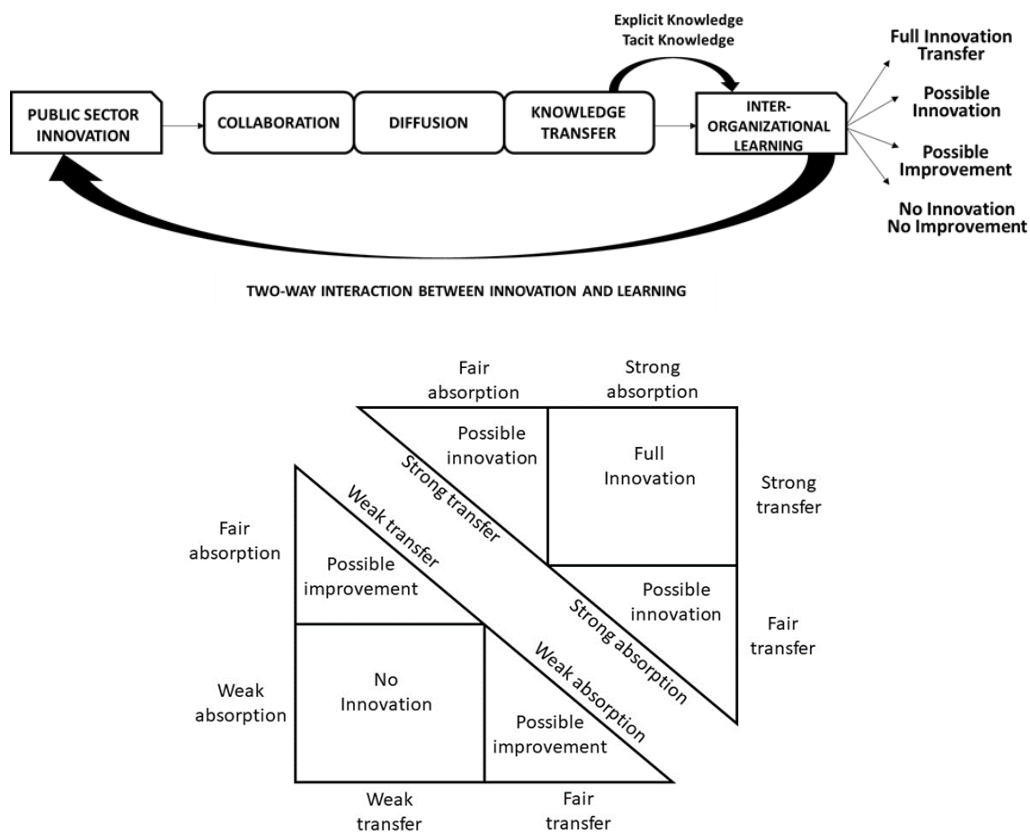 Explicit Knowledge
Tacit Knowledge
PUBLIC SECTOR
INNOVATION
COLLABORATION
DIFFUSION
KNOWLEDGE
TRANSFER
INTER-
ORGANIZATIONAL
LEARNING
Full Innovation
Transfer
Possible
Innovation
Possible
Improvement
No Innovation
No Improvement
TWO-WAY INTERACTION BETWEEN INNOVATION AND LEARNING
Fair
absorption
Strong
absorption
Possible
innovation
Full
Innovation
Strong
transfer
Strong transfer
Possible
innovation
Fair
transfer
Strong absorption
Fair
absorption
Weak transfer
Possible
improvement
Weak
absorption
No
Innovation
Weak absorption
Possible
improvement
Weak
transfer
Fair
transfer